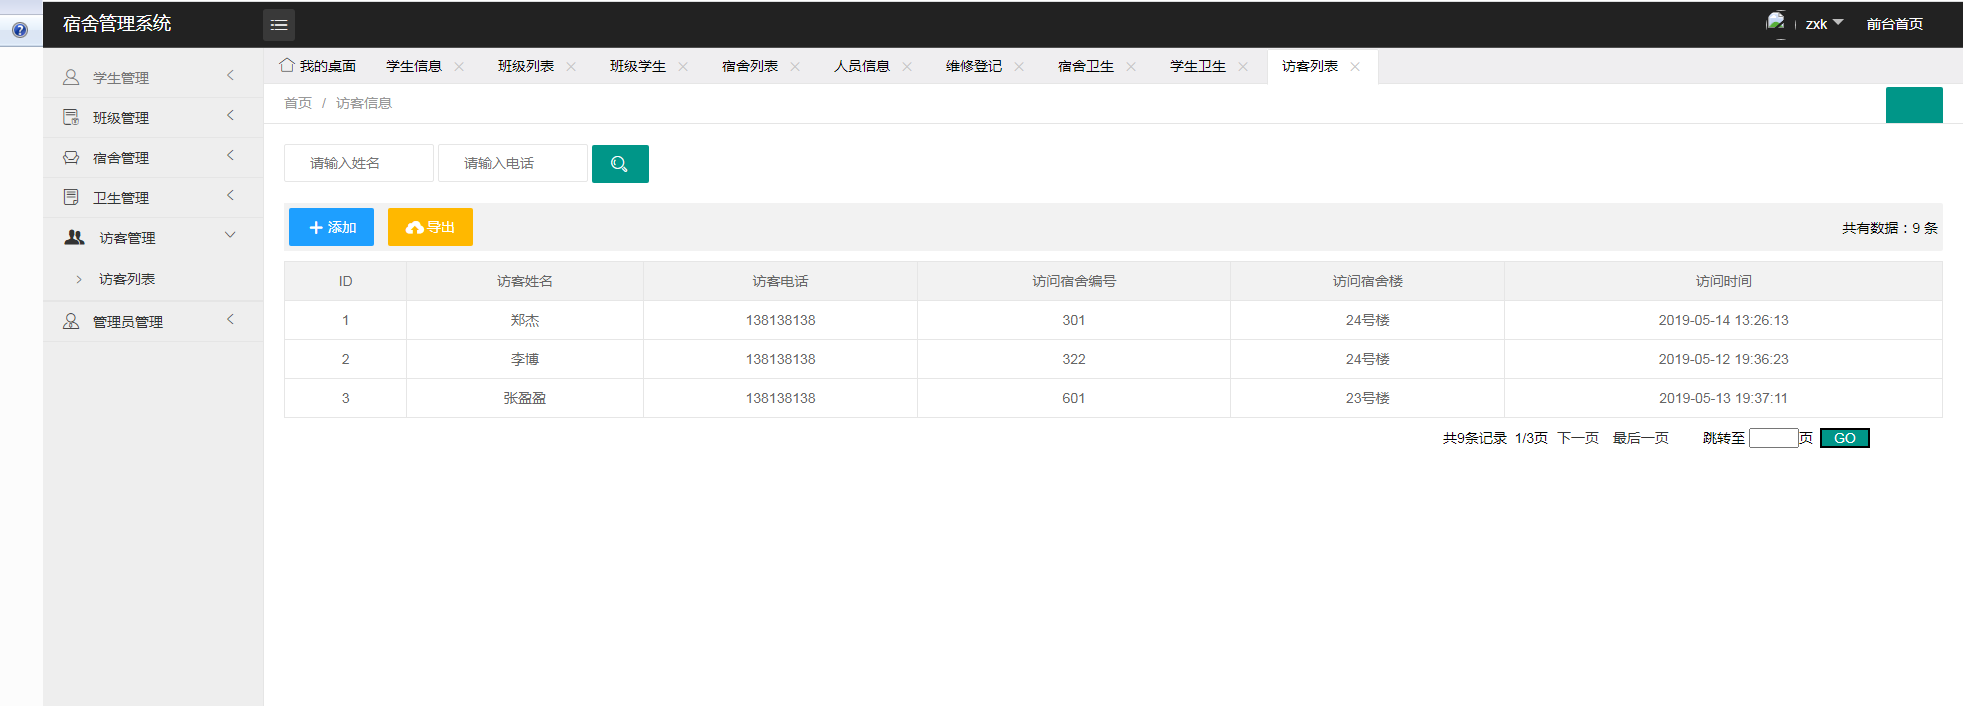 宿舍管理系统
zxk 前台首页
学生管理
班级管理
宿舍管理
卫生管理
访客管理
访客列表
管理员管理
我的桌面 学生信息 班级列表 班级学生 宿舍列表 人员信息 维修登记 宿舍卫生 学生卫生 访客列表
首页 / 访客信息
请输入姓名 请输入电话
添加 导出 共有数据：9 条
ID 访客姓名 访客电话 访问宿舍编号 访问宿舍楼 访问时间
1 郑杰 138138138 301 24号楼 2019-05-14 13:26:13
2 李博 138138138 322 24号楼 2019-05-12 19:36:23
3 张盈盈 138138138 601 23号楼 2019-05-13 19:37:11
共9条记录 1/3页 下一页 最后一页 跳转至 页 GO